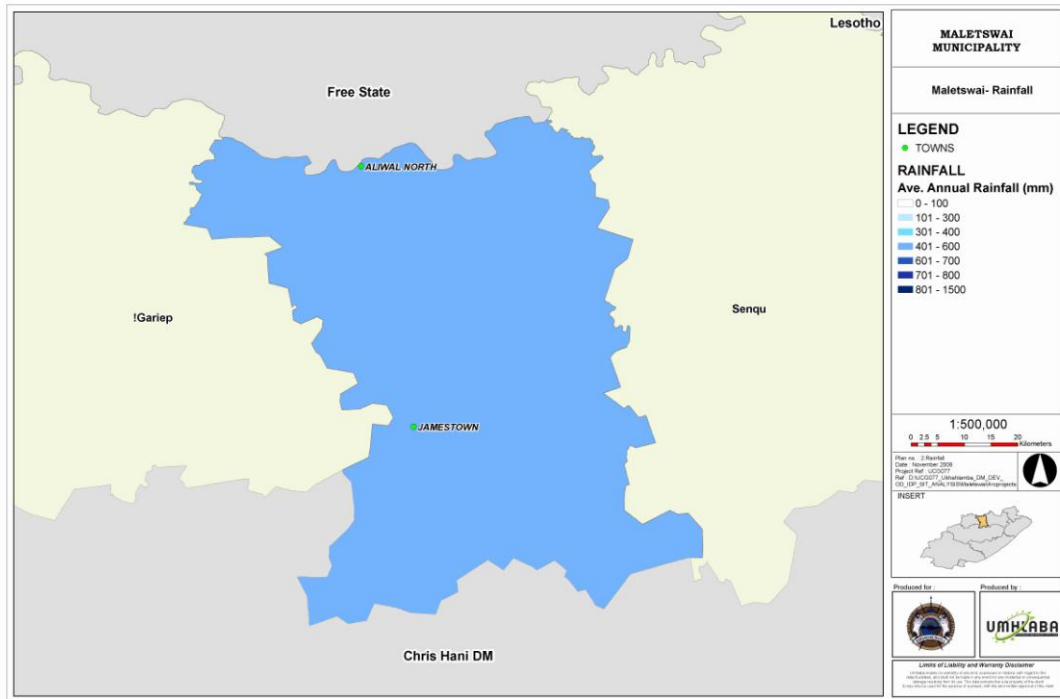 Lesotho
Free State
ALIWAL NORTH
!Gariep
Senqu
JAMESTOWN
Chris Hani DM
MALETSWAI
MUNICIPALITY
Maletswai- Rainfall
LEGEND
TOWNS
RAINFALL
Ave. Annual Rainfall (mm)
0 - 100
101 - 300
301 - 400
401 - 600
601 - 700
701 - 800
801 - 1500
1:500,000
0 2.5 5 10 15 20
Kilometers
Plan no : 2.Rainfall
Date : November 2008
Project Ref : UCG077
INSERT
Produced for :
Produced by :
UMHLABA
Limits of Liability and Warranty Disclaimer